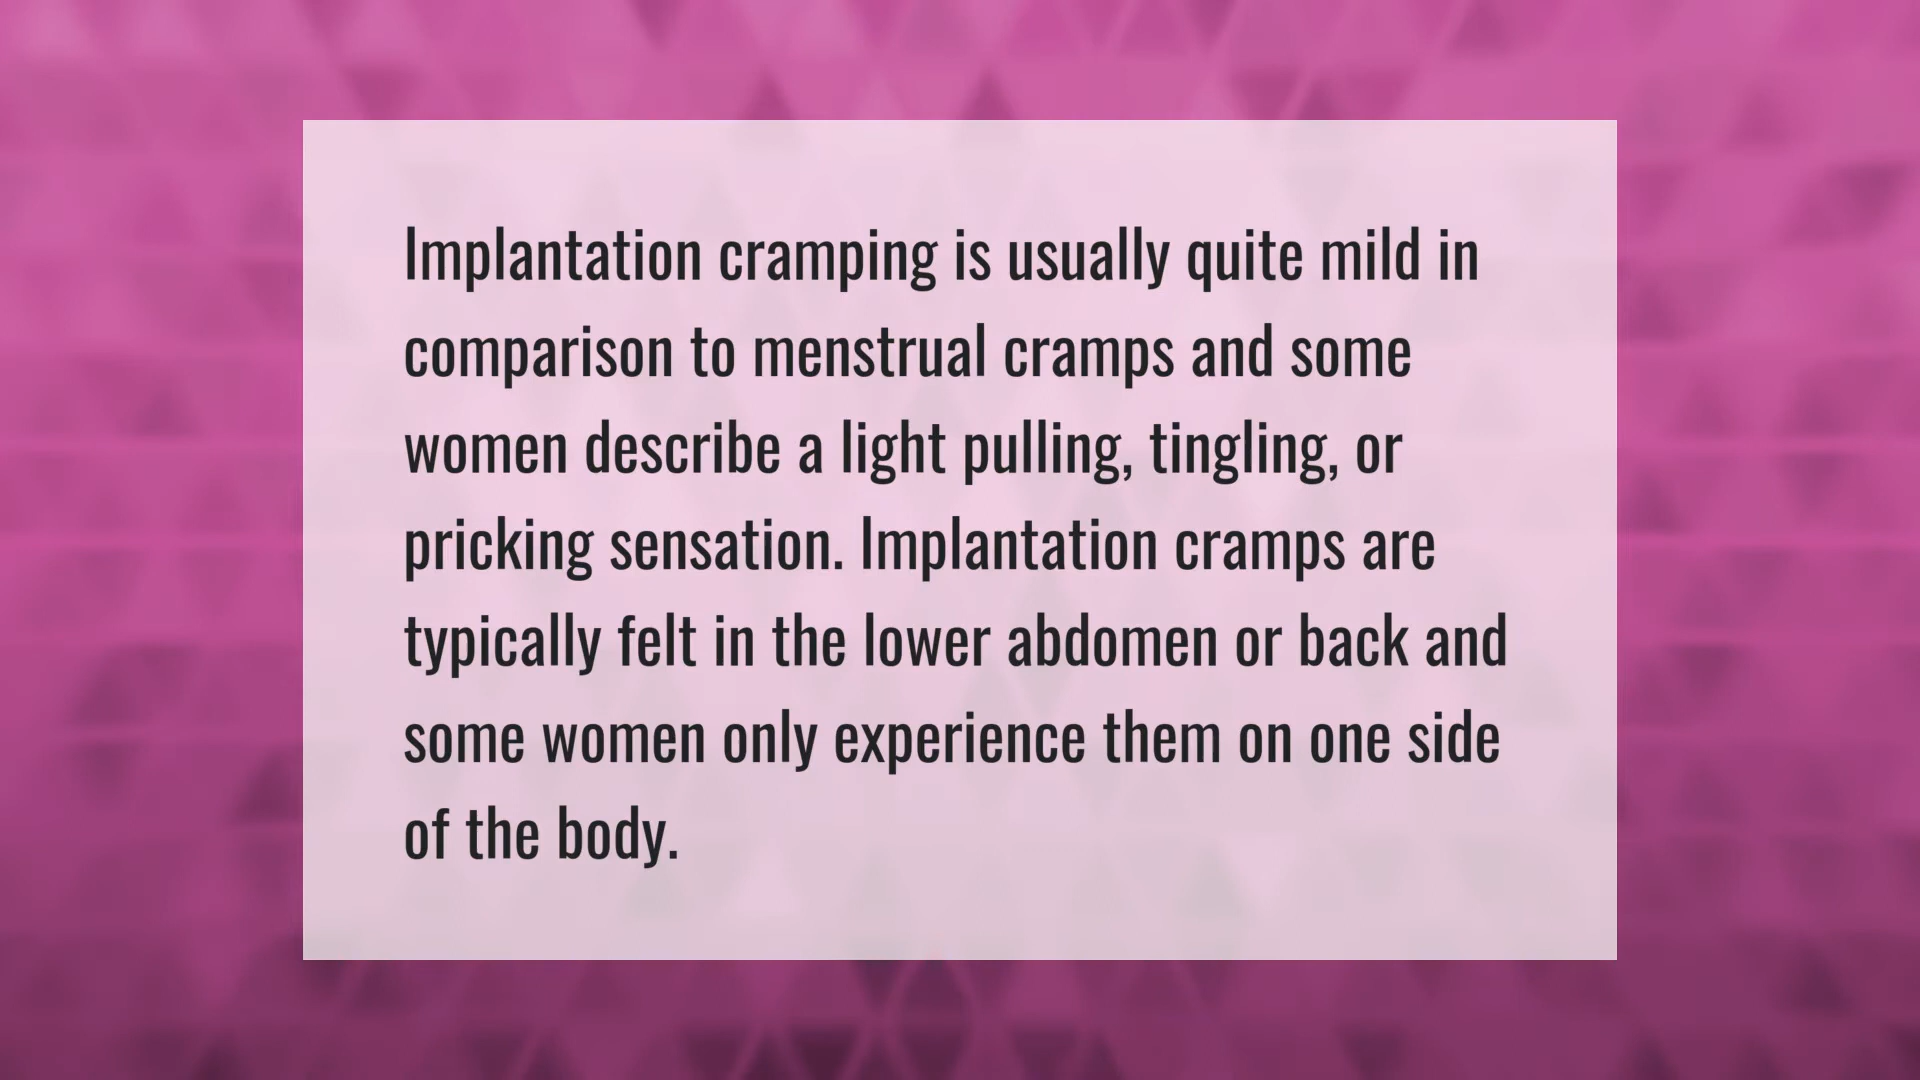 Implantation cramping is usually quite mild in
comparison to menstrual cramps and some
women describe a light pulling, tingling, or
pricking sensation. Implantation cramps are
typically felt in the lower abdomen or back and
some women only experience them on one side
of the body.